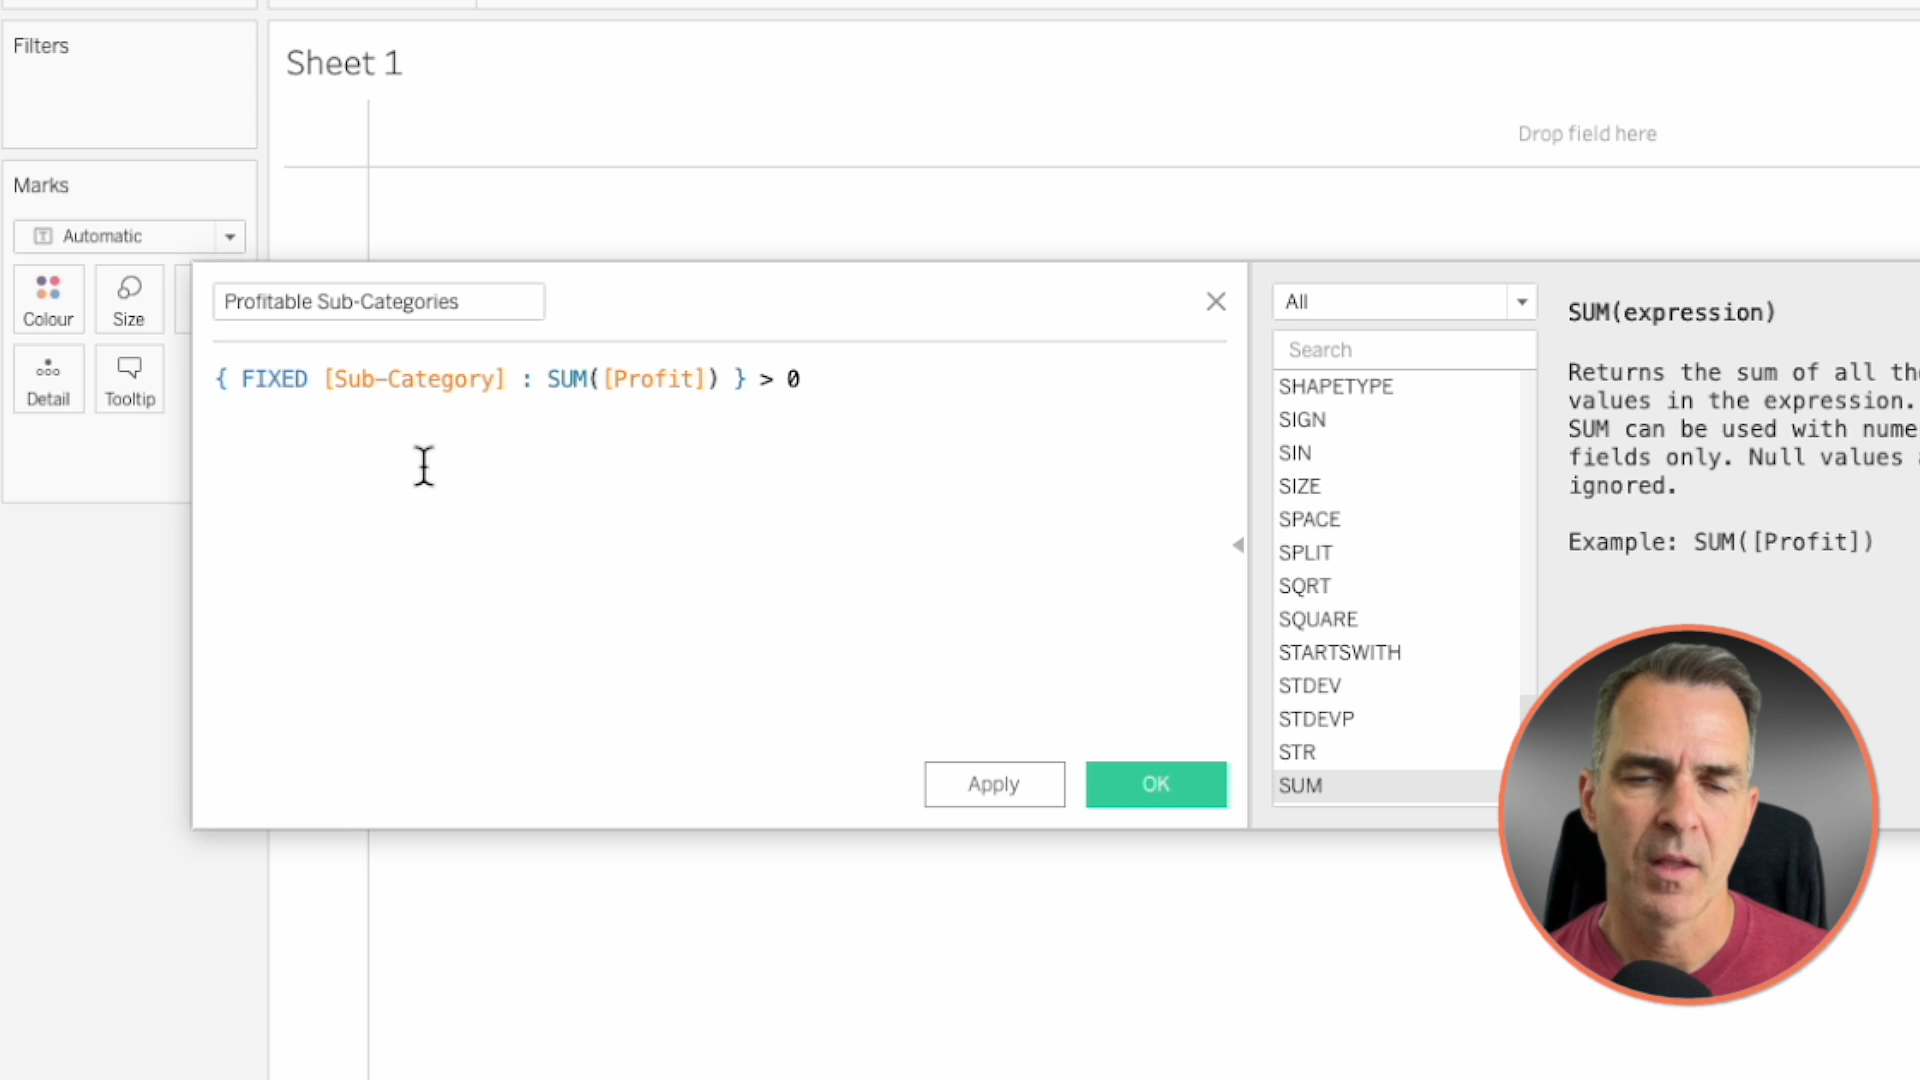 Filters
Sheet 1
Drop field here
Marks
Automatic
Colour
Size
Detail
Tooltip
Profitable Sub-Categories
{ FIXED [Sub-Category] : SUM([Profit]) } > 0
Apply
OK
All
Search
SHAPETYPE
SIGN
SIN
SIZE
SPACE
SPLIT
SQRT
SQUARE
STARTSWITH
STDEV
STDEVP
STR
SUM
SUM(expression)
Returns the sum of all
values in the expression.
SUM can be used with
fields only. Null values
ignored.
Example: SUM([Profit])